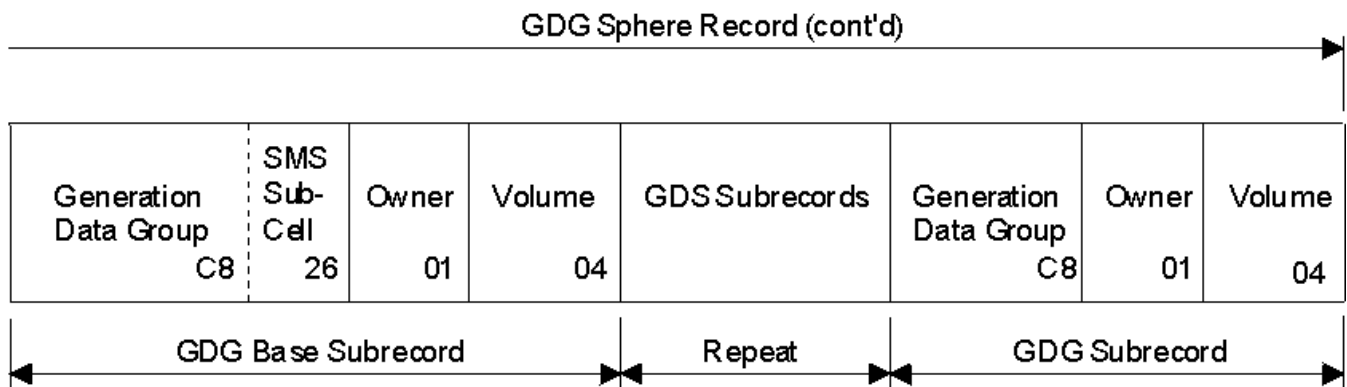 GDG Sphere Record (cont'd)
Generation
Data Group
C8
SMS
Sub-
Cell
26
Owner
01
Volume
04
GDS Subrecords
Generation
Data Group
C8
Owner
01
Volume
04
GDG Base Subrecord
Repeat
GDG Subrecord